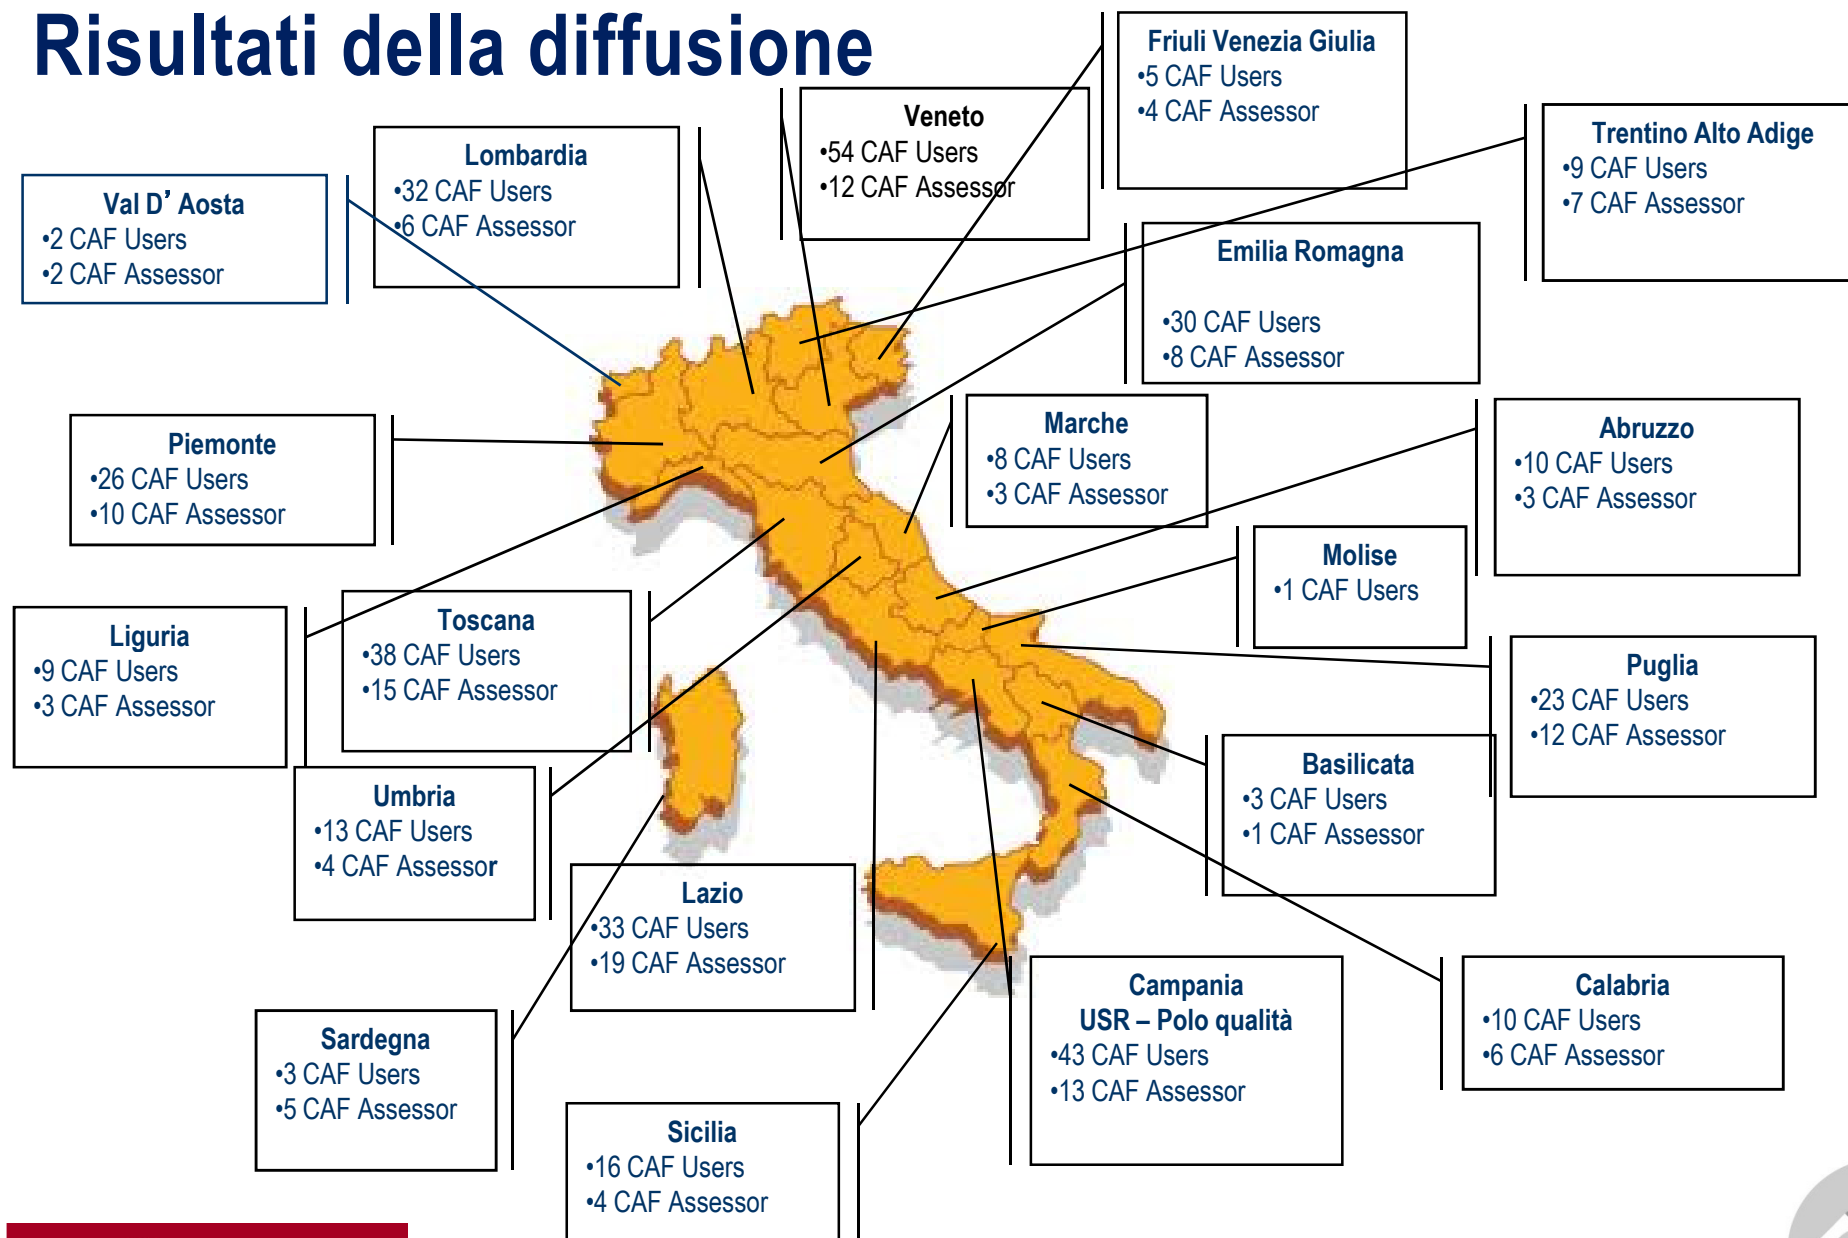 Risultati della diffusione
Friuli Venezia Giulia
•5 CAF Users
•4 CAF Assessor
Veneto
•54 CAF Users
•12 CAF Assessor
Trentino Alto Adige
•9 CAF Users
•7 CAF Assessor
Lombardia
•32 CAF Users
•6 CAF Assessor
Val D’ Aosta
•2 CAF Users
•2 CAF Assessor
Emilia Romagna
•30 CAF Users
•8 CAF Assessor
Marche
•8 CAF Users
•3 CAF Assessor
Abruzzo
•10 CAF Users
•3 CAF Assessor
Piemonte
•26 CAF Users
•10 CAF Assessor
Molise
•1 CAF Users
Liguria
•9 CAF Users
•3 CAF Assessor
Toscana
•38 CAF Users
•15 CAF Assessor
Puglia
•23 CAF Users
•12 CAF Assessor
Basilicata
•3 CAF Users
•1 CAF Assessor
Umbria
•13 CAF Users
•4 CAF Assessor
Lazio
•33 CAF Users
•19 CAF Assessor
Campania
USR – Polo qualità
•43 CAF Users
•13 CAF Assessor
Calabria
•10 CAF Users
•6 CAF Assessor
Sardegna
•3 CAF Users
•5 CAF Assessor
Sicilia
•16 CAF Users
•4 CAF Assessor